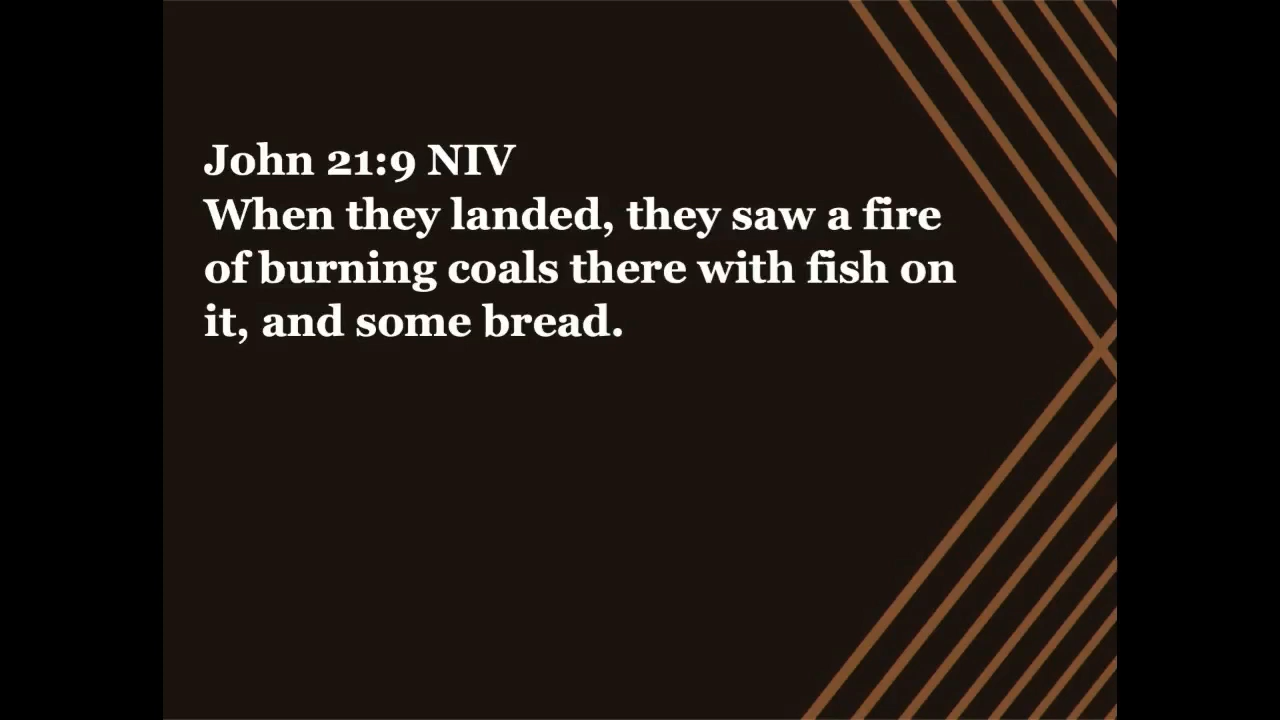 John 21:9 NIV
When they landed, they saw a fire
of burning coals there with fish on
it, and some bread.